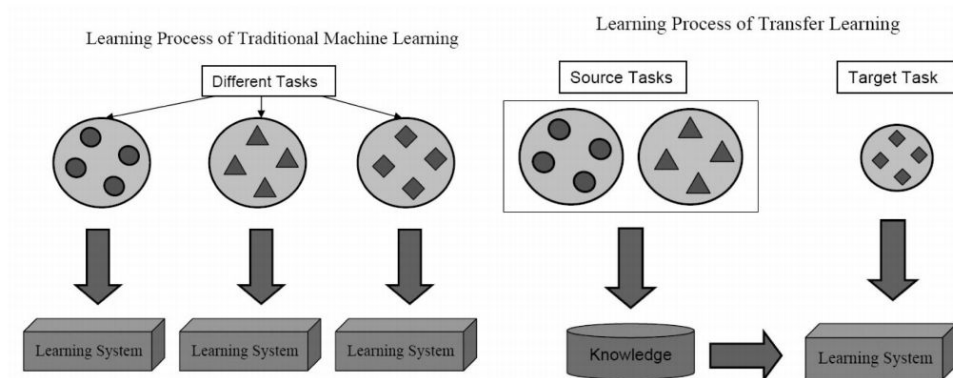 Learning Process of Traditional Machine Learning
Different Tasks
Learning System
Learning System
Learning System
Learning Process of Transfer Learning
Source Tasks
Target Task
Knowledge
Learning System